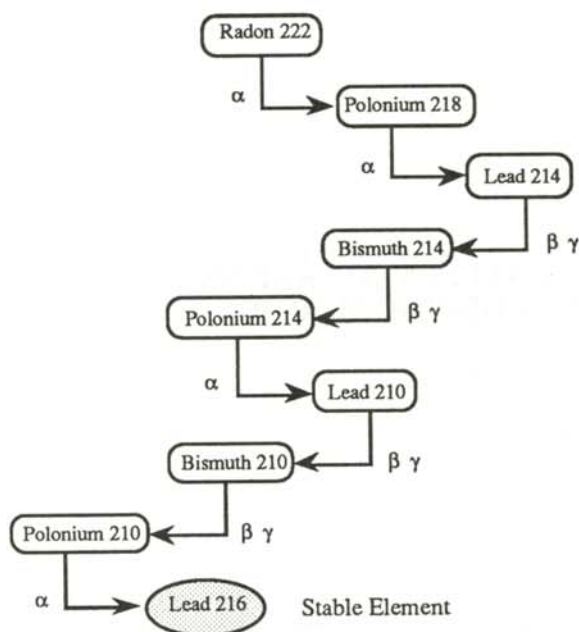 Radon 222
α
Polonium 218
α
Lead 214
β γ
Bismuth 214
β γ
Polonium 214
α
Lead 210
β γ
Bismuth 210
β γ
Polonium 210
α
Lead 216
Stable Element